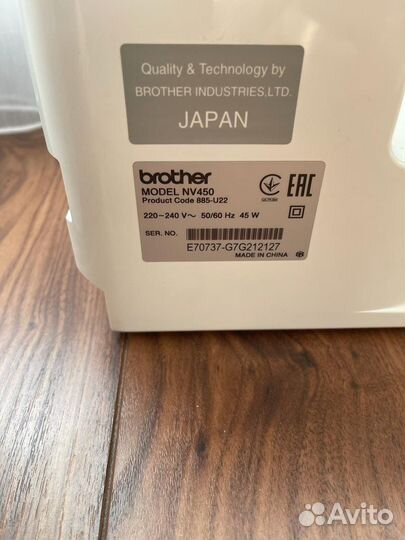 Quality & Technology by
BROTHER INDUSTRIES,LTD.
JAPAN
brother
MODEL NV450
Product Code 885-U22
220-240 V~ 50/60 Hz 45 W
SER. NO.
E70737-G7G212127
MADE IN CHINA
EAC
Avito